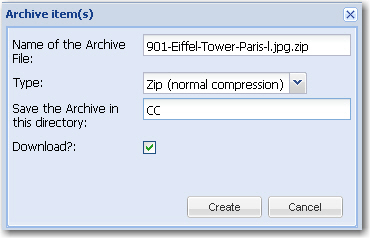 Archive item(s)
Name of the Archive
File:
901-Eiffel-Tower-Paris-l.jpg.zip
Type:
Zip (normal compression)
Save the Archive in
this directory:
CC
Download?:
Create Cancel